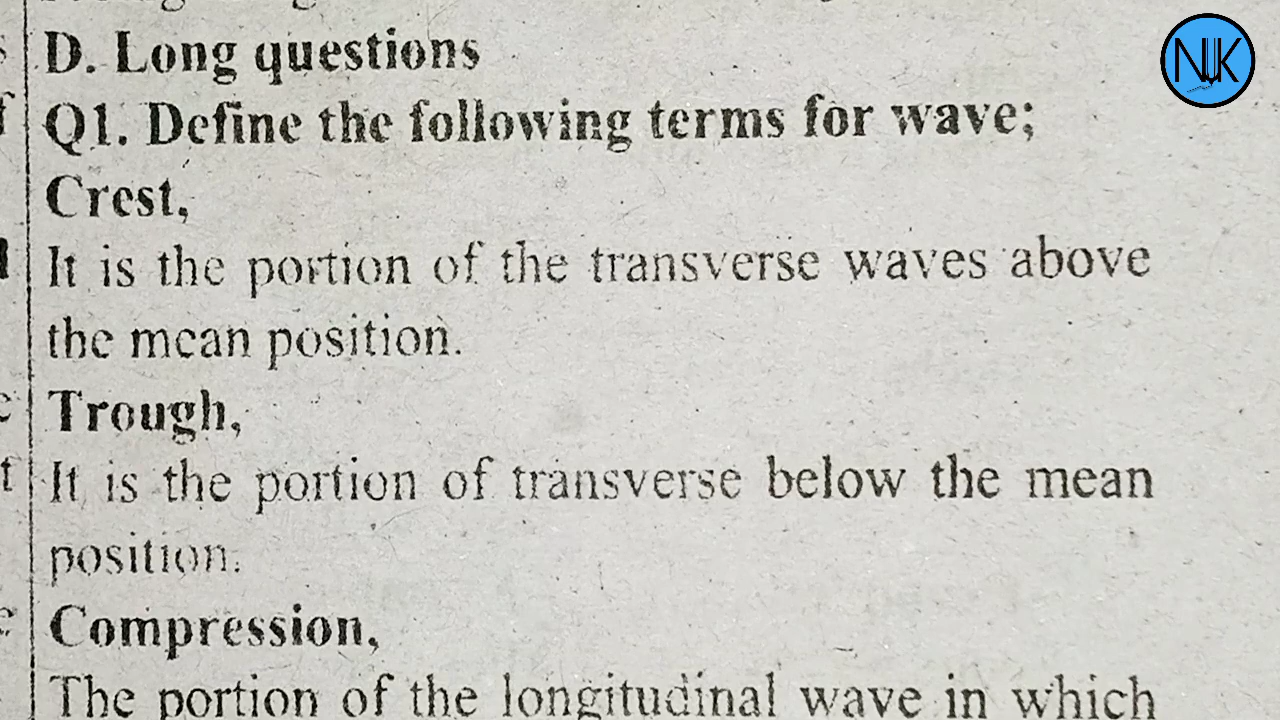 D. Long questions
Q1. Define the following terms for wave;
Crest,
It is the portion of the transverse waves above
the mean position.
Trough,
It is the portion of transverse below the mean
position.
Compression,
The portion of the longitudinal wave in which
NK